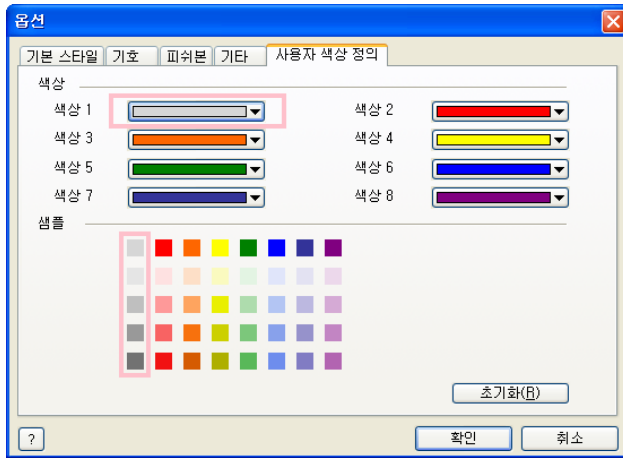 옵션
기본 스타일 기호 피쉬본 기타 사용자 색상 정의
색상
색상 1 색상 2
색상 3 색상 4
색상 5 색상 6
색상 7 색상 8
샘플
초기화(R)
? 확인 취소